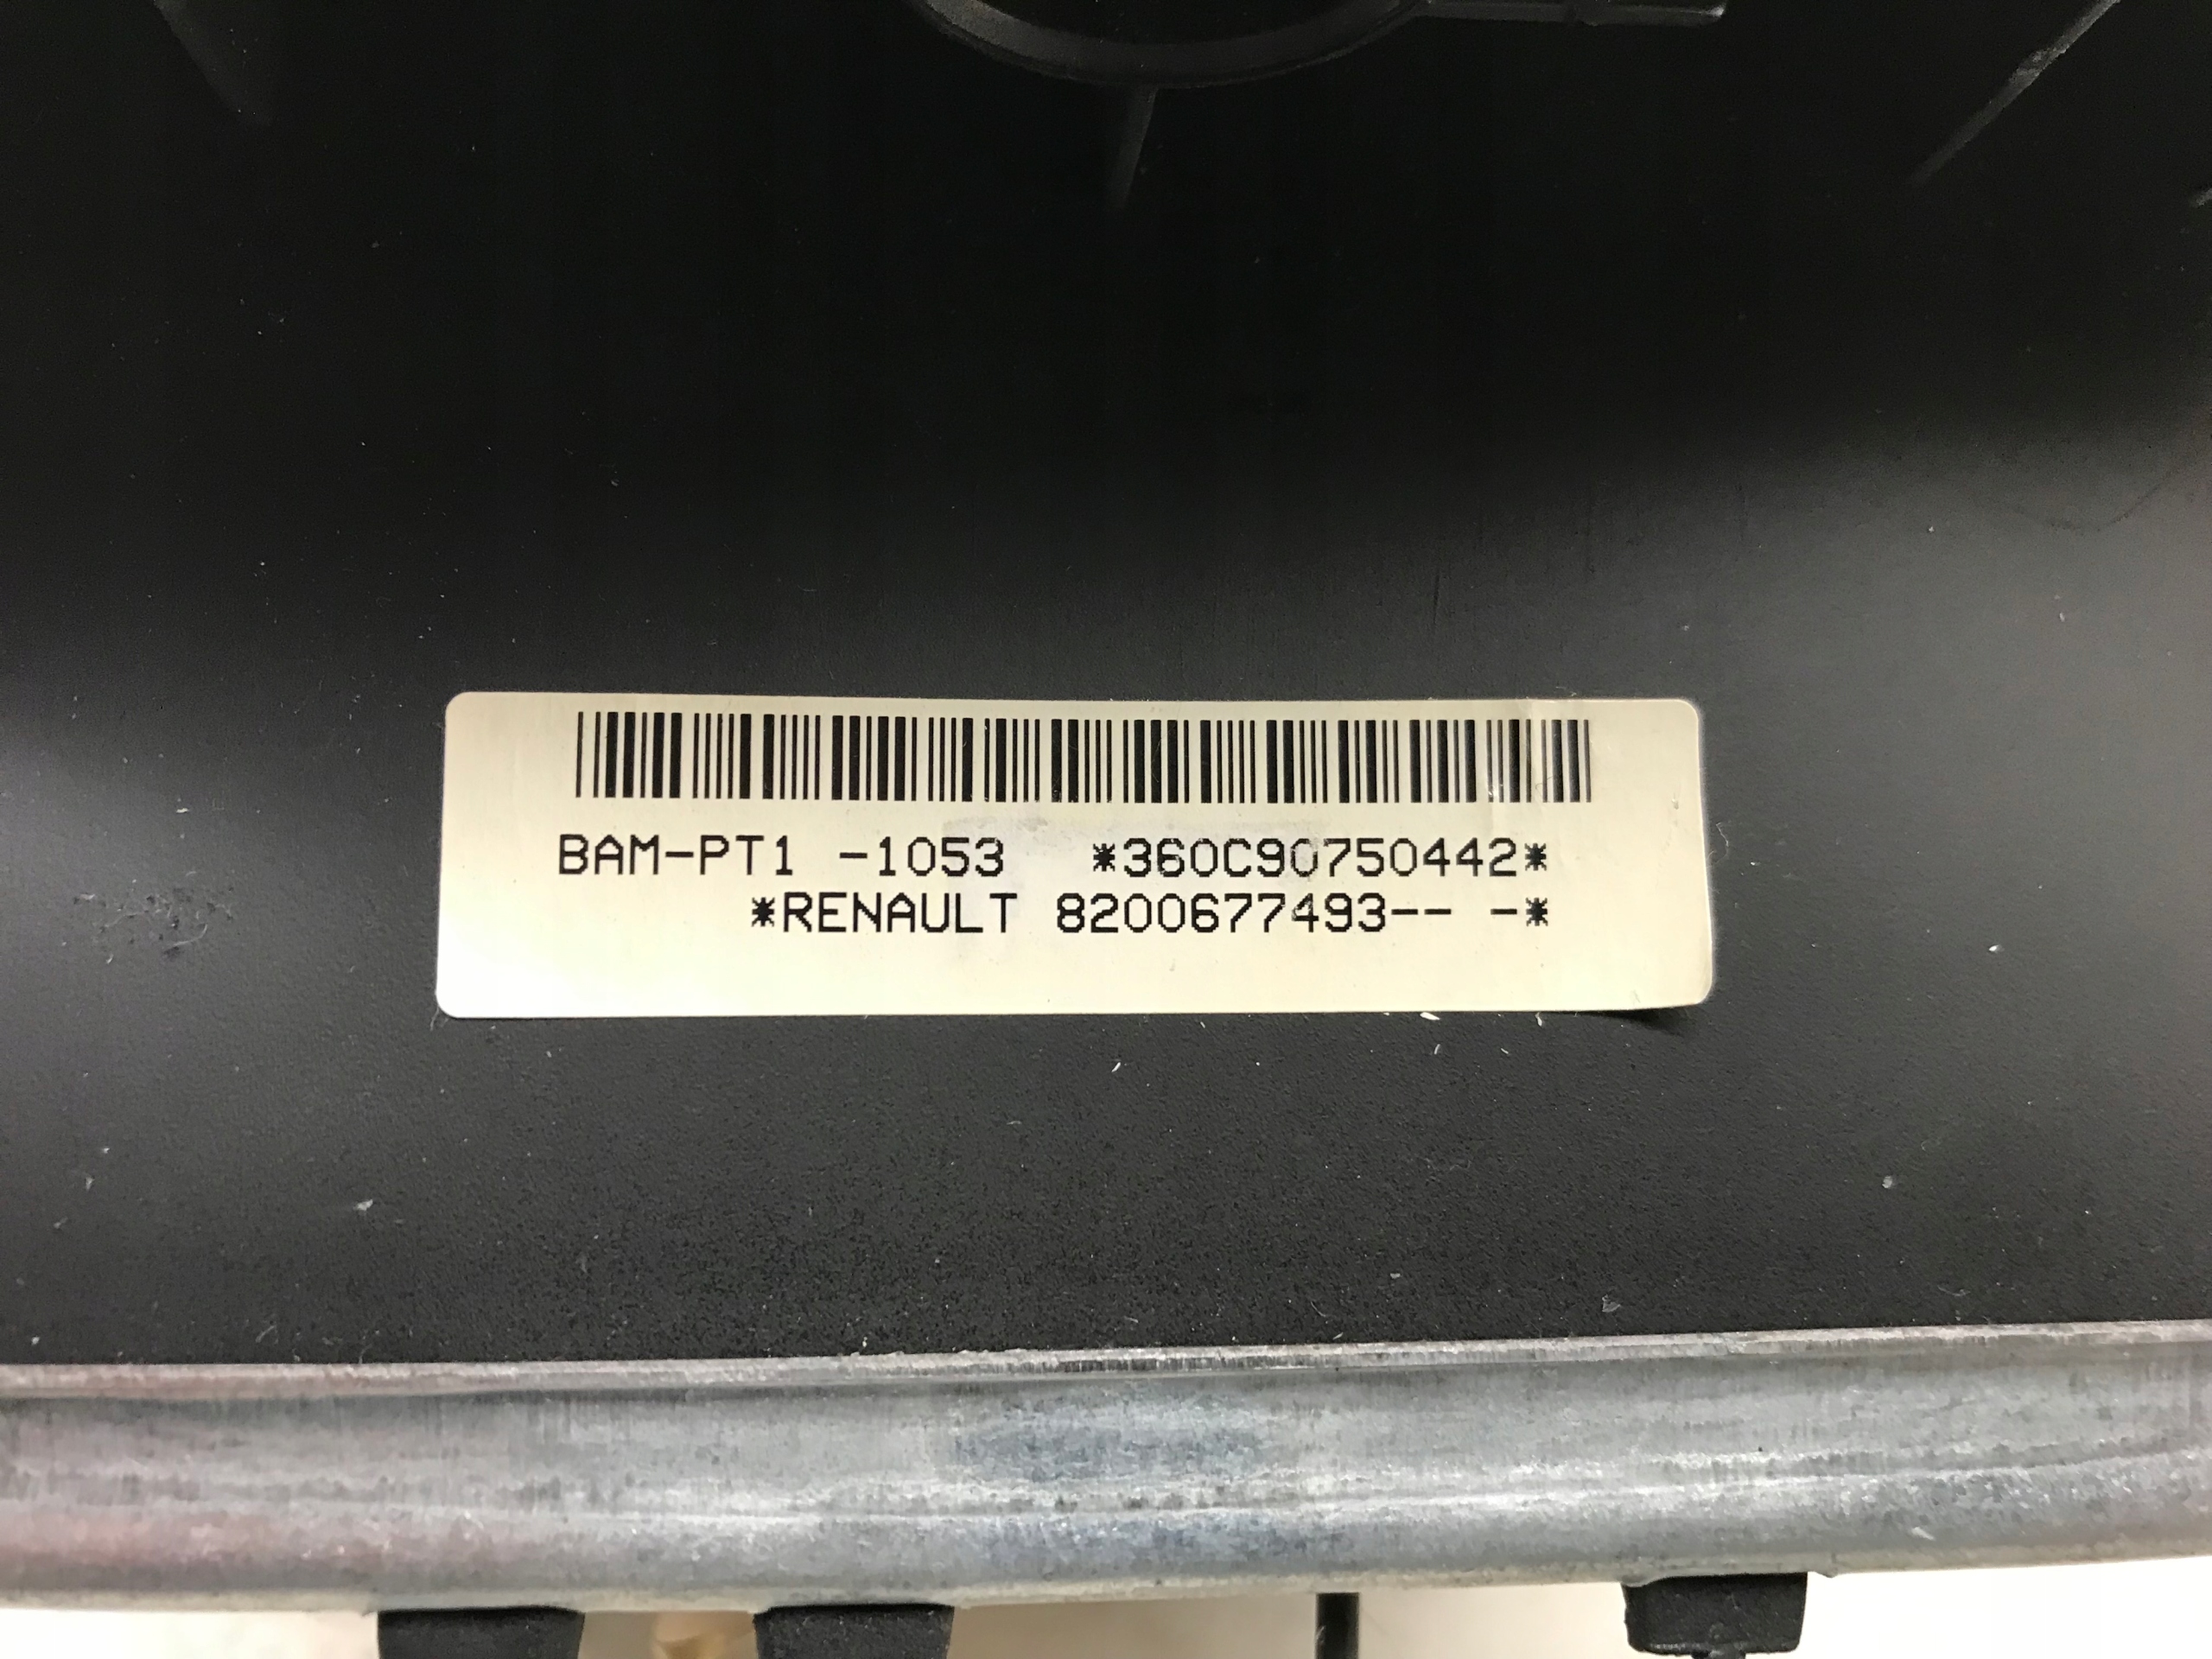 BAM-PT1 -1053 *360C90750442*
*RENAULT 8200677493-- -*